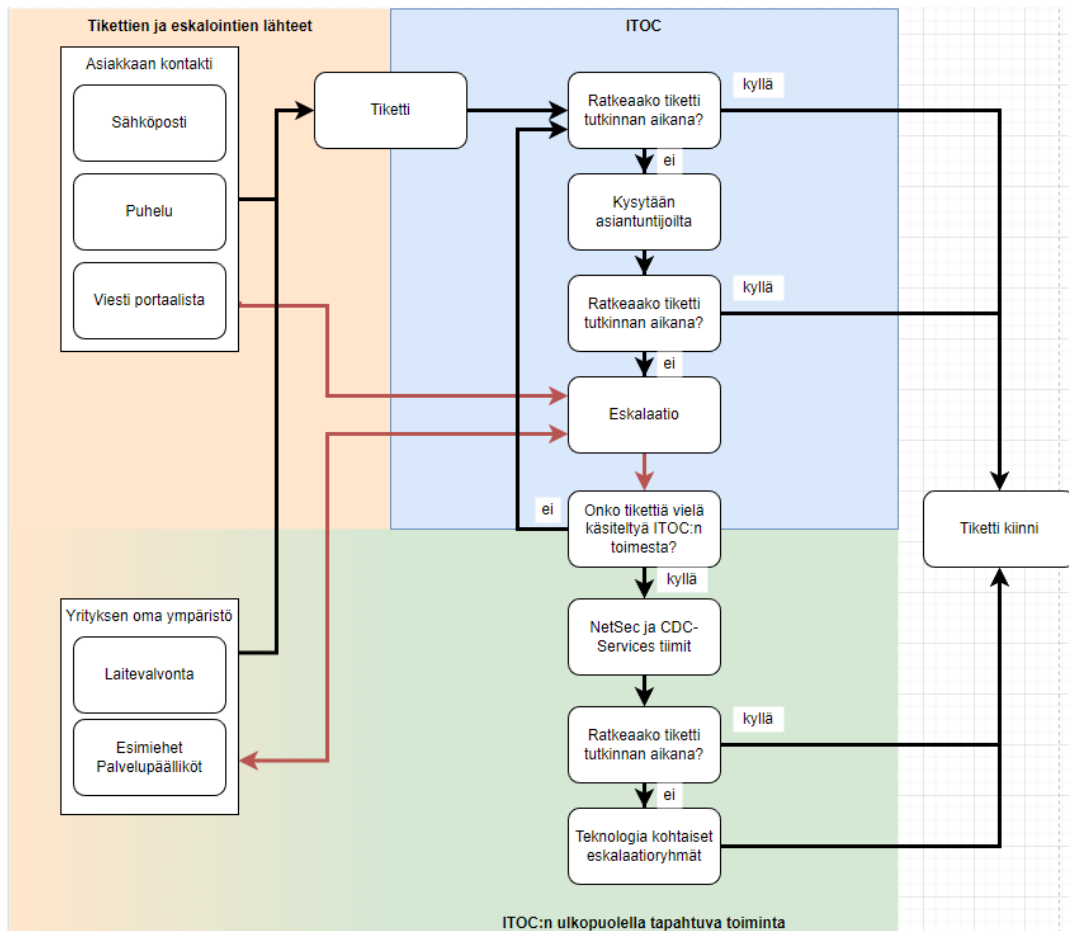 Tikettien ja eskalointien lähteet
ITOC
Asiakkaan kontakti
Sähköposti
Puhelu
Viesti portaalista
Tiketti
Ratkeaako tiketti
tutkinnan aikana?
kyllä
ei
Kysytään
asiantuntijoilta
Ratkeaako tiketti
tutkinnan aikana?
kyllä
ei
Eskalaatio
ei
Onko tikettiä vielä
käsiteltyä ITOC:n
toimesta?
Tiketti kiinni
kyllä
Yrityksen oma ympäristö
Laitevalvonta
Esimiehet
Palvelupäälliköt
NetSec ja CDC-
Services tiimit
Ratkeaako tiketti
tutkinnan aikana?
kyllä
ei
Teknologia kohtaiset
eskalaatioryhmät
ITOC:n ulkopuolella tapahtuva toiminta